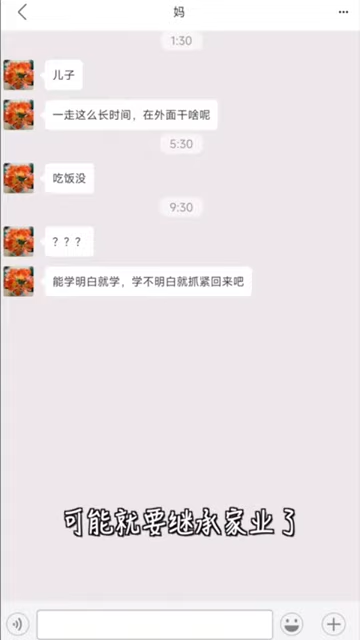 妈
1:30
儿子
一走这么长时间，在外面干啥呢
5:30
吃饭没
9:30
？？？
能学明白就学，学不明白就抓紧回来吧
可能就要继承家业了